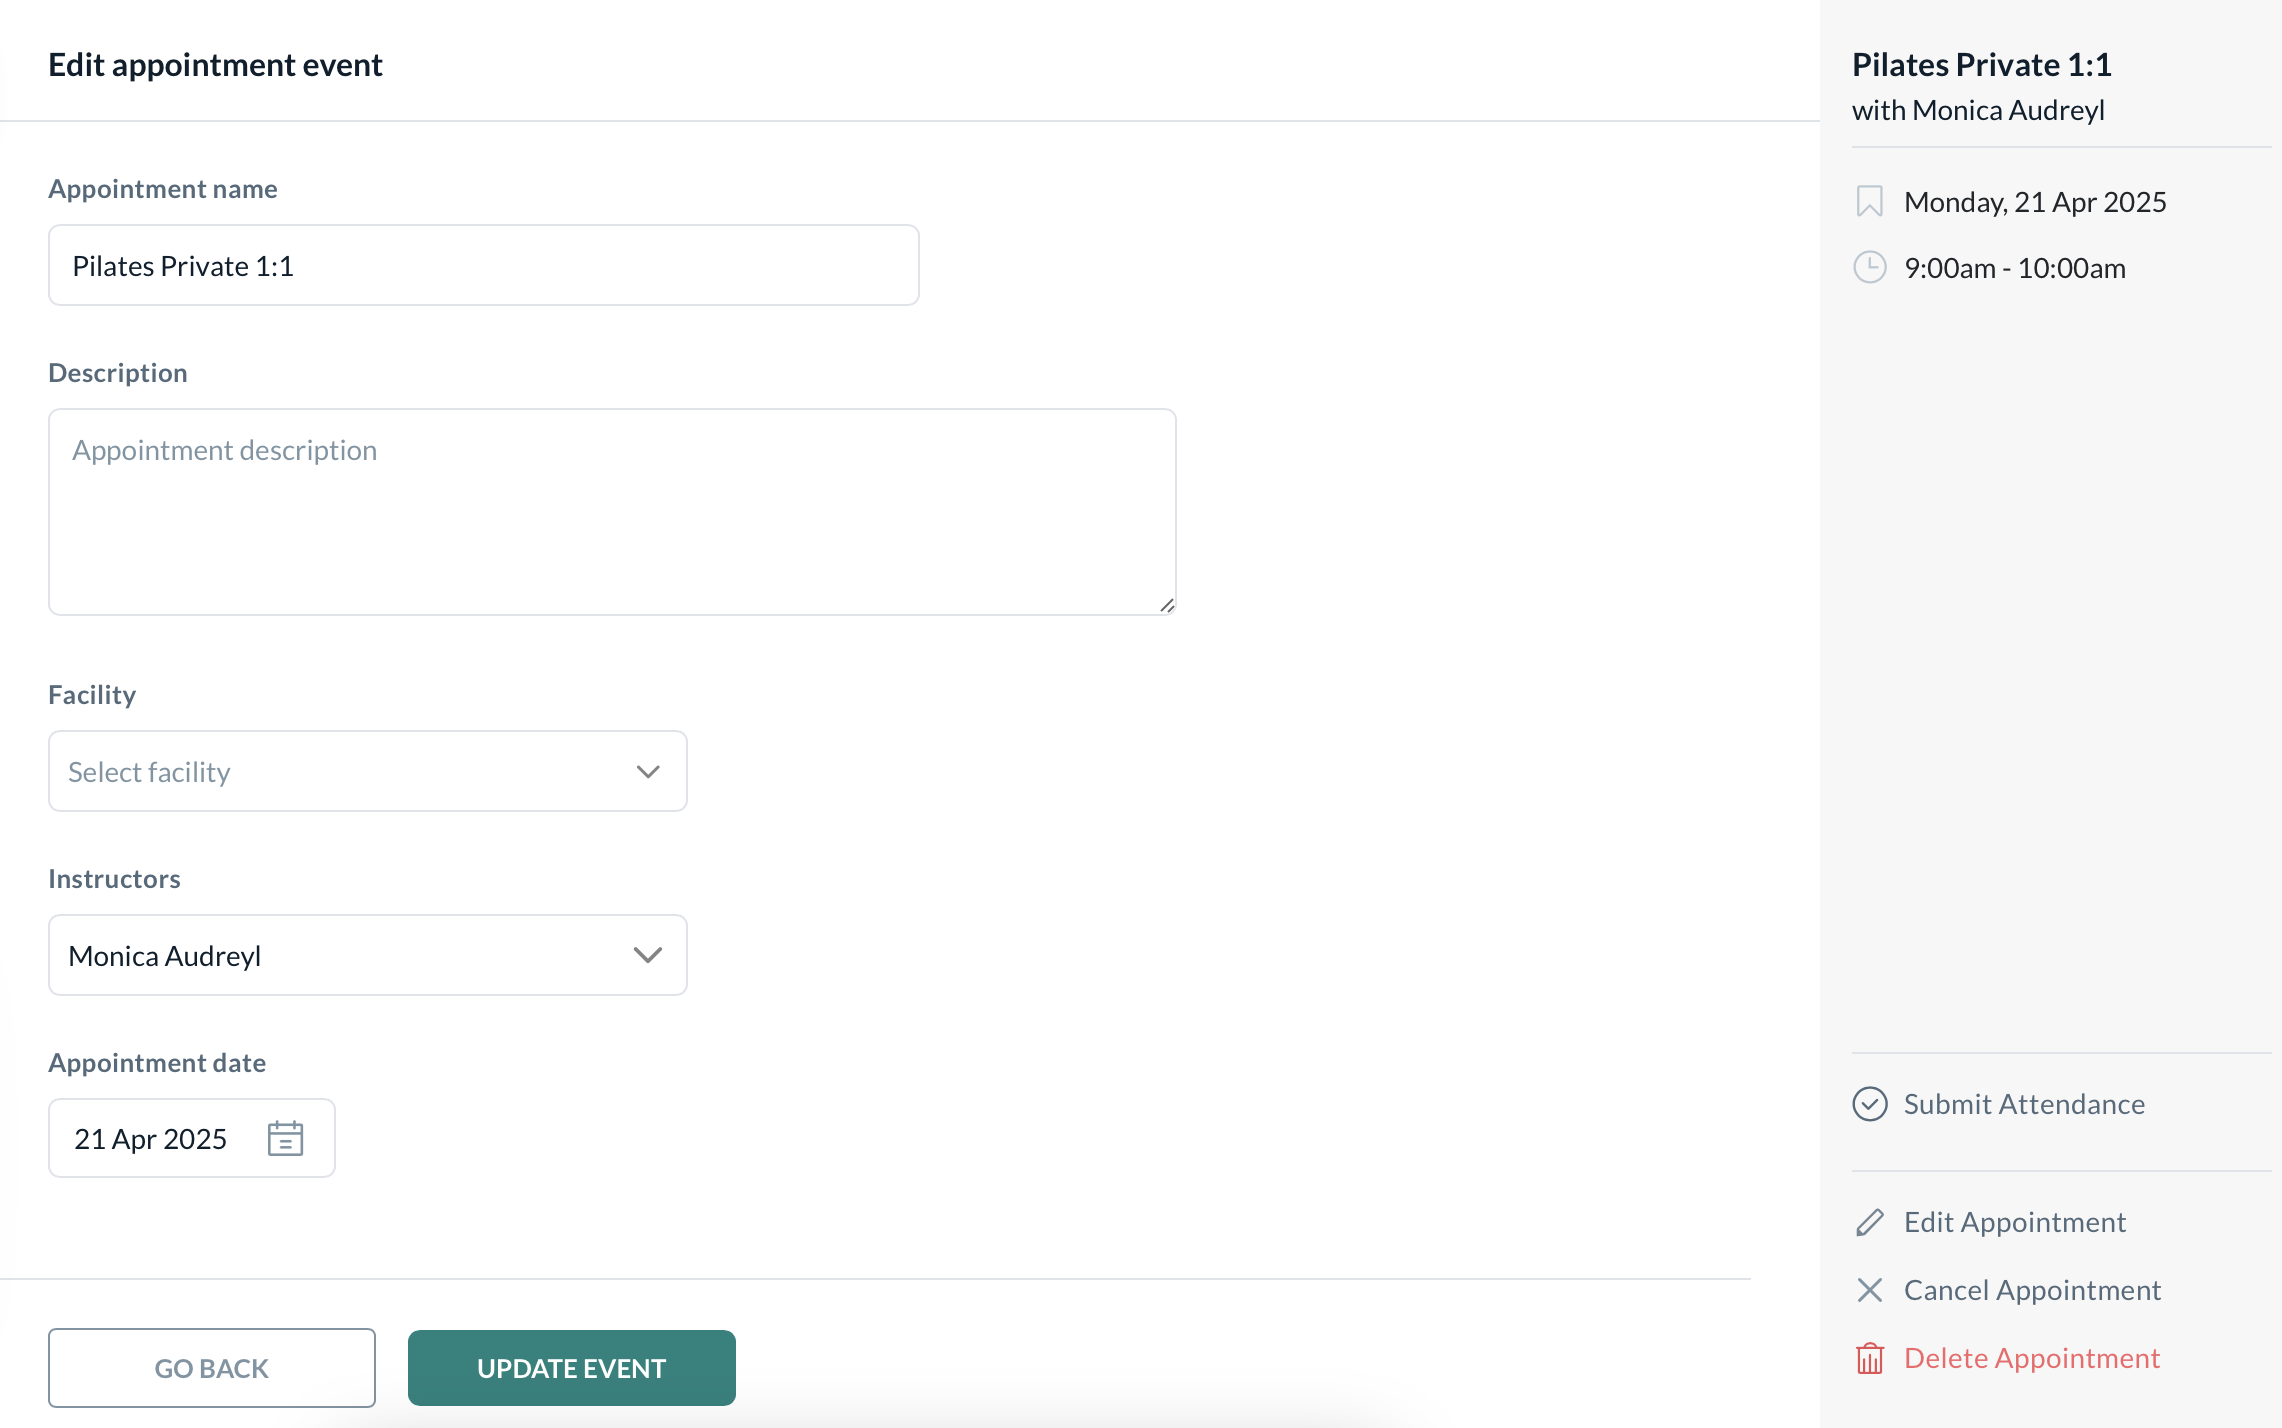 Edit appointment event
Appointment name
Pilates Private 1:1
Description
Appointment description
Facility
Select facility
Instructors
Monica Audreyl
Appointment date
21 Apr 2025
GO BACK
UPDATE EVENT
Pilates Private 1:1
with Monica Audreyl
Monday, 21 Apr 2025
9:00am - 10:00am
Submit Attendance
Edit Appointment
Cancel Appointment
Delete Appointment